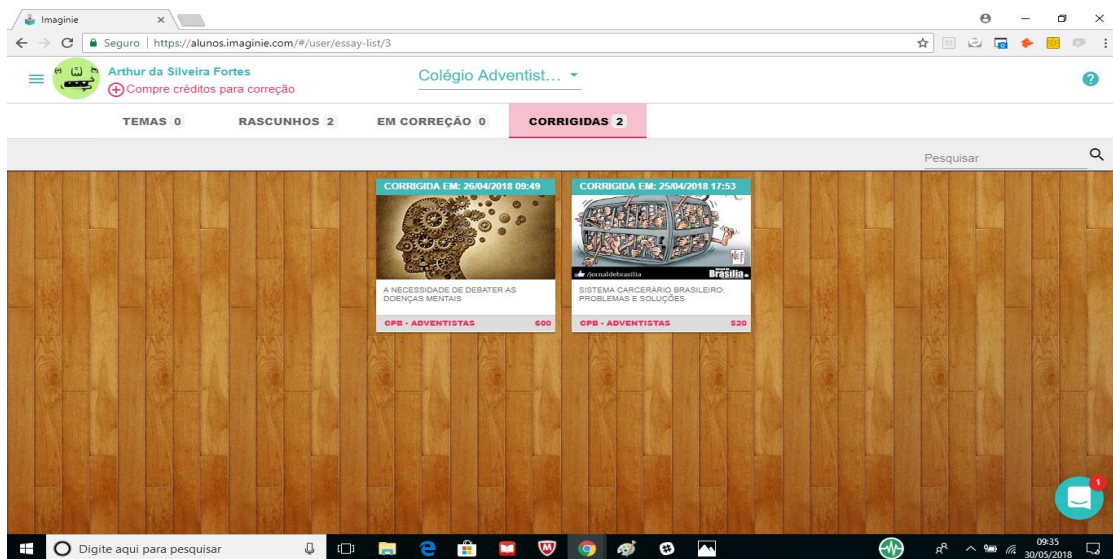 Imaginie
Seguro | https://alunos.imaginie.com/#/user/essay-list/3
Arthur da Silveira Fortes
Compre créditos para correção
Colégio Adventist...
TEMAS 0 RASCUNHOS 2 EM CORREÇÃO 0 CORRIGIDAS 2
Pesquisar
CORRIGIDA EM: 26/04/2018 09:49
A NECESSIDADE DE DEBATER AS
DOENÇAS MENTAIS
CPB - ADVENTISTAS 600
CORRIGIDA EM: 25/04/2018 17:53
/jornaldebrasilia
Brasília
SISTEMA CARCERÁRIO BRASILEIRO:
PROBLEMAS E SOLUÇÕES
CPB - ADVENTISTAS 520
1
Digite aqui para pesquisar
09:35
30/05/2018